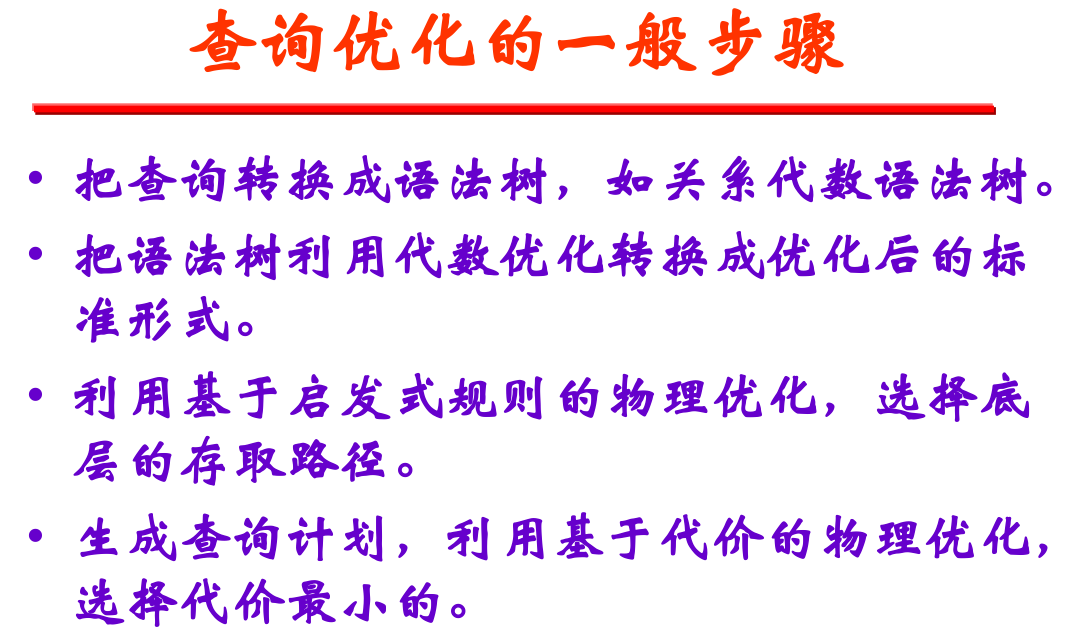 查询优化的一般步骤
• 把查询转换成语法树，如关系代数语法树。
• 把语法树利用代数优化转换成优化后的标
准形式。
• 利用基于启发式规则的物理优化，选择底
层的存取路径。
• 生成查询计划，利用基于代价的物理优化，
选择代价最小的。